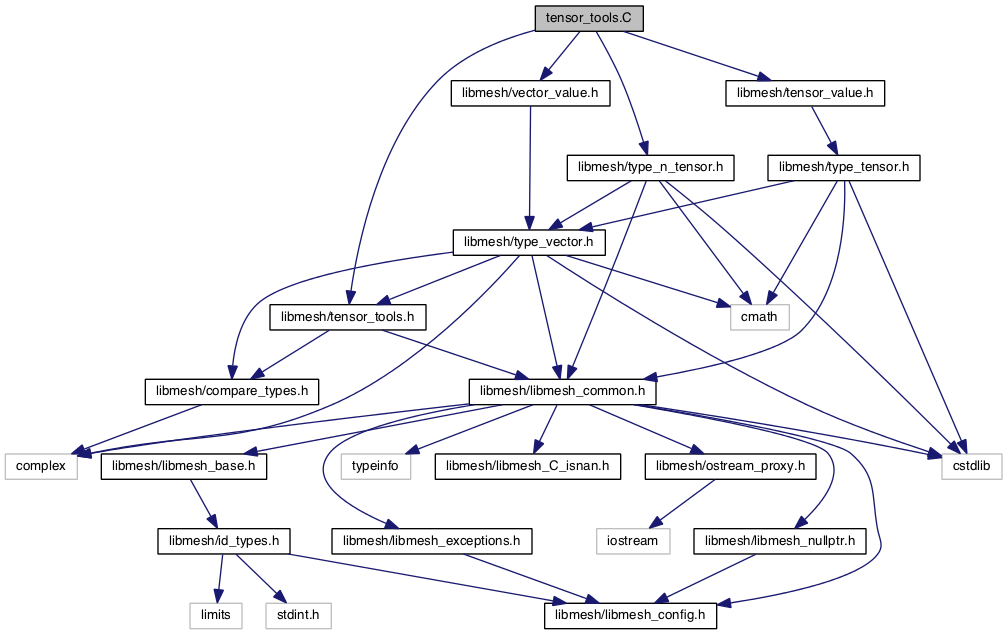 tensor_tools.C
libmesh/vector_value.h
libmesh/tensor_value.h
libmesh/type_n_tensor.h
libmesh/type_tensor.h
libmesh/type_vector.h
libmesh/tensor_tools.h
cmath
libmesh/compare_types.h
libmesh/libmesh_common.h
complex
libmesh/libmesh_base.h
typeinfo
libmesh/libmesh_C_isnan.h
libmesh/ostream_proxy.h
cstdlib
libmesh/id_types.h
libmesh/libmesh_exceptions.h
iostream
libmesh/libmesh_nullptr.h
limits
stdint.h
libmesh/libmesh_config.h